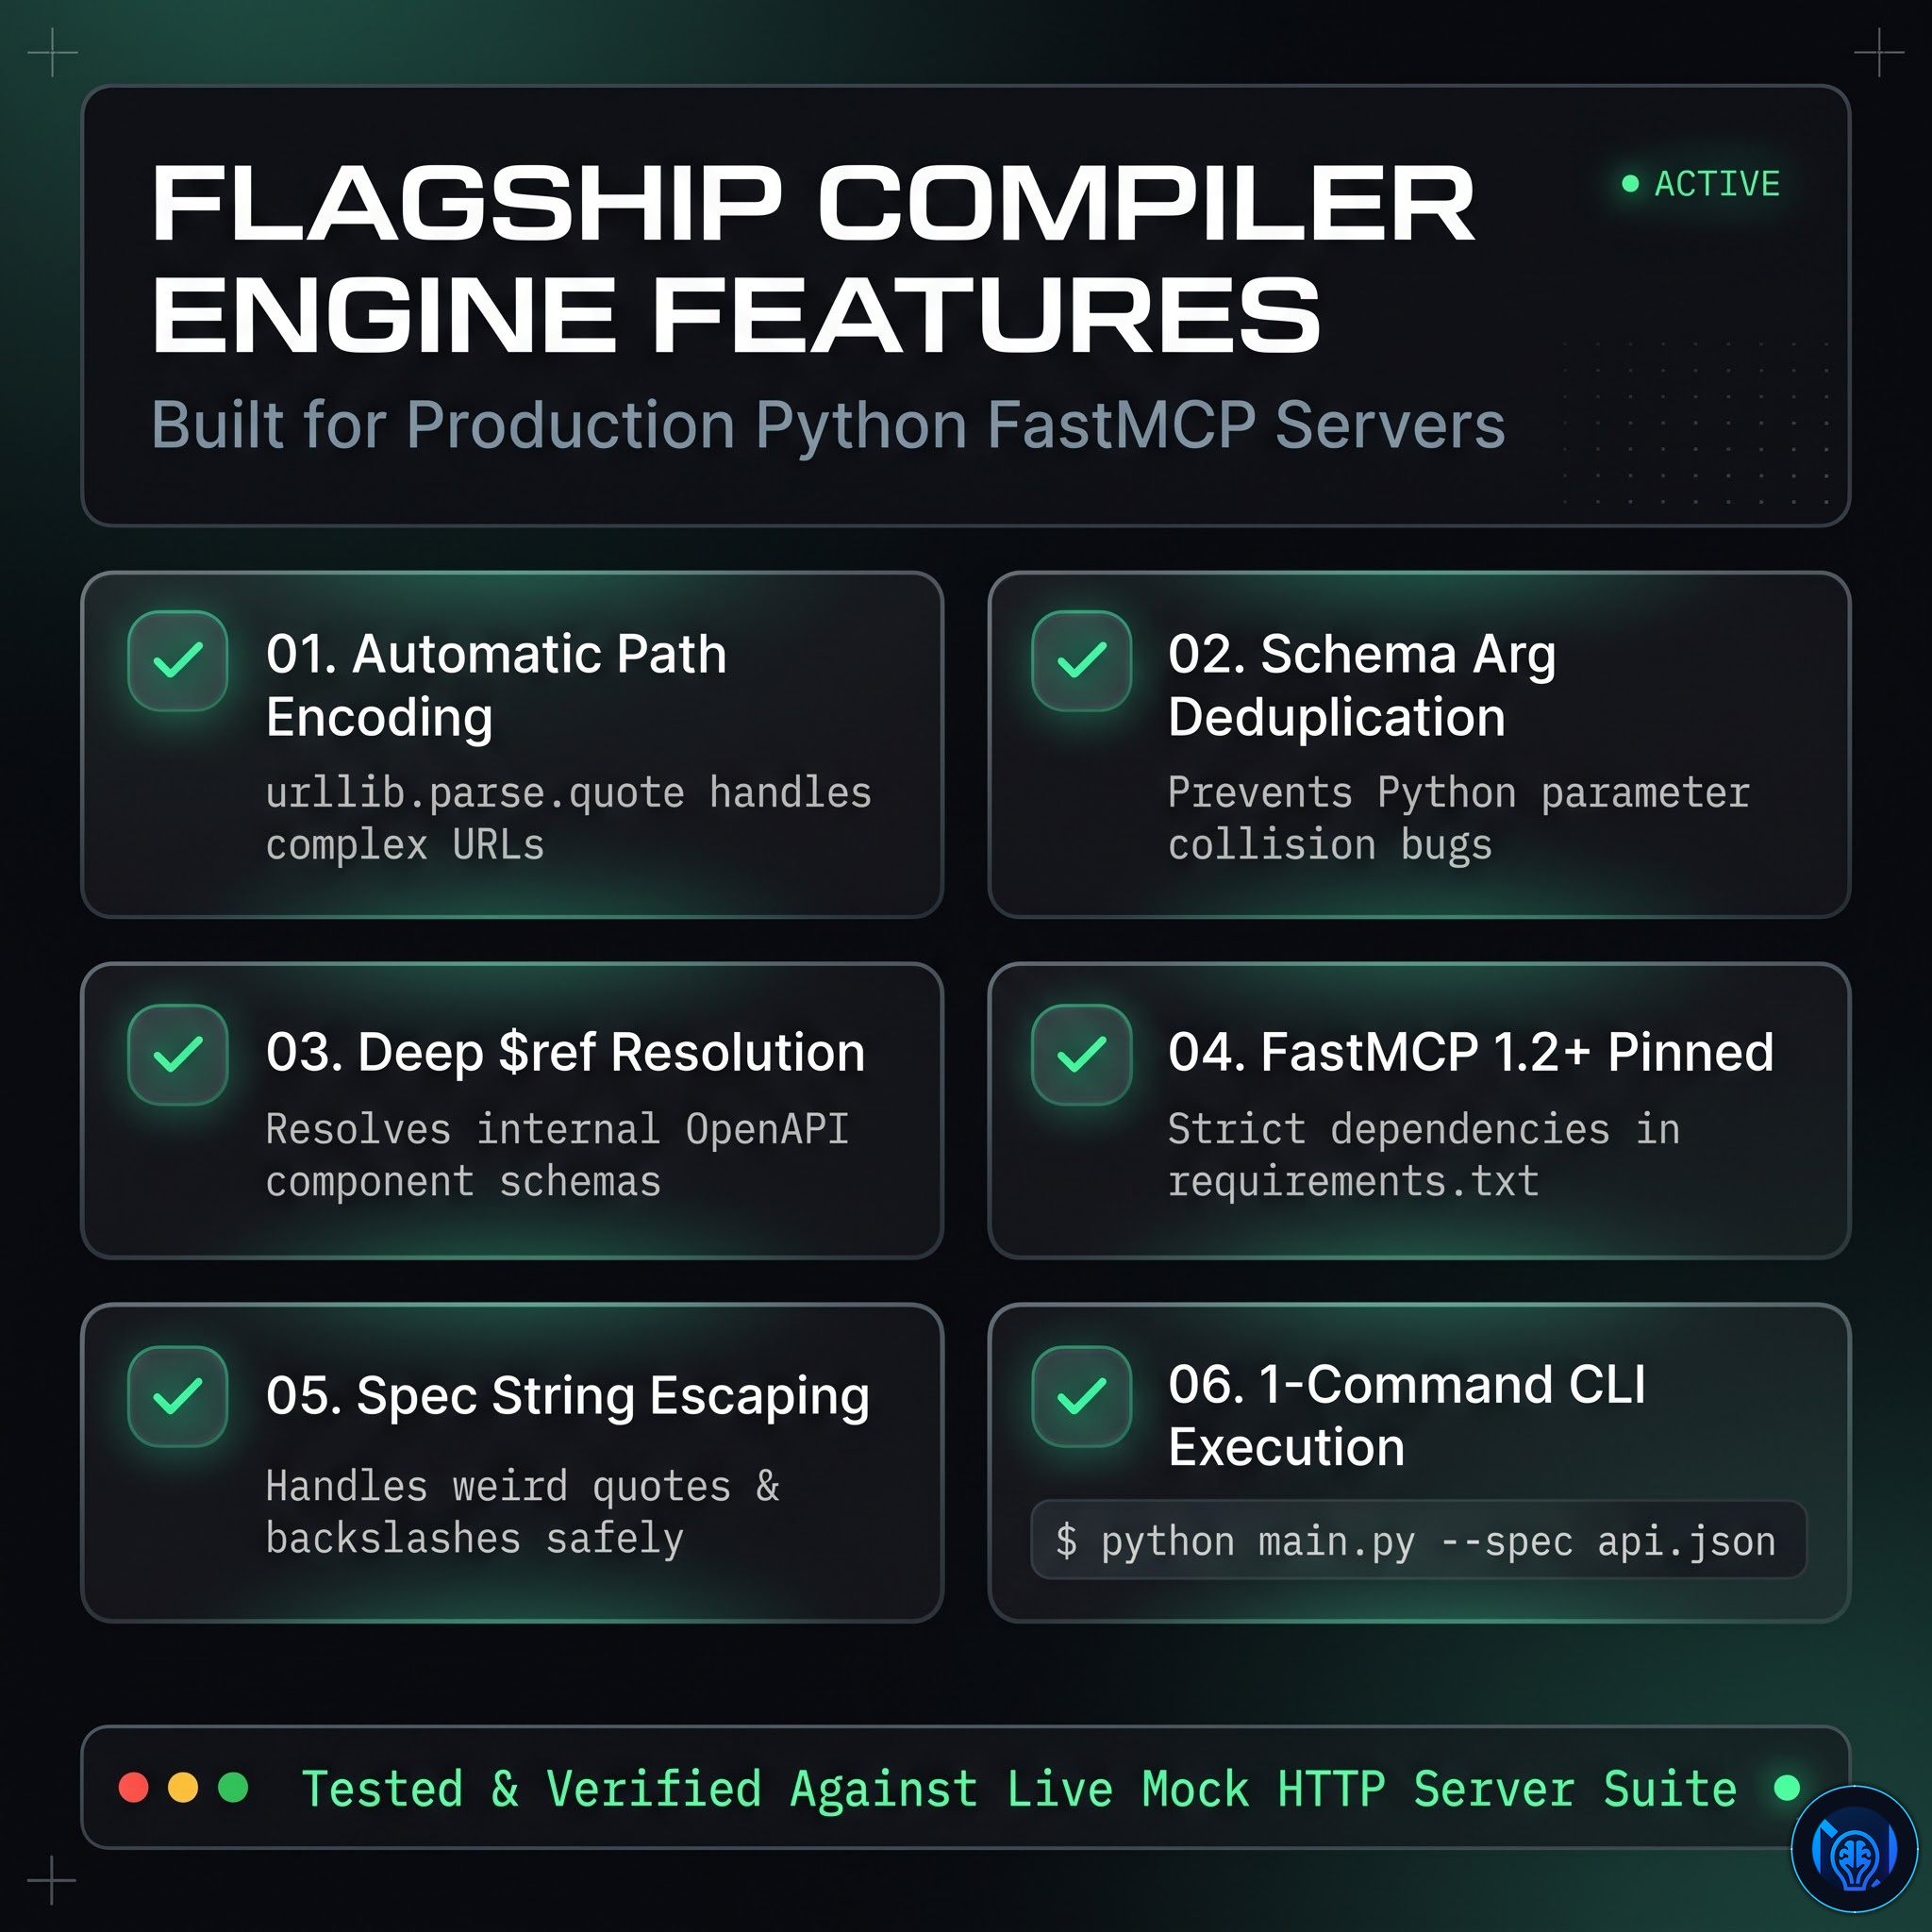 FLAGSHIP COMPILER
ENGINE FEATURES
ACTIVE
Built for Production Python FastMCP Servers
01. Automatic Path
Encoding
urllib.parse.quote handles
complex URLs
02. Schema Arg
Deduplication
Prevents Python parameter
collision bugs
03. Deep $ref Resolution
Resolves internal OpenAPI
component schemas
04. FastMCP 1.2+ Pinned
Strict dependencies in
requirements.txt
05. Spec String Escaping
Handles weird quotes &
backslashes safely
06. 1-Command CLI
Execution
$ python main.py --spec api.json
Tested & Verified Against Live Mock HTTP Server Suite